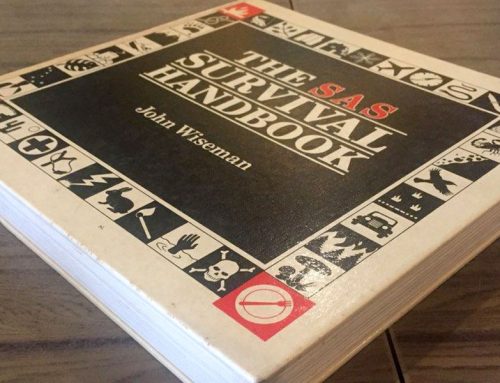 THE SAS
SURVIVAL
HANDBOOK
John Wiseman